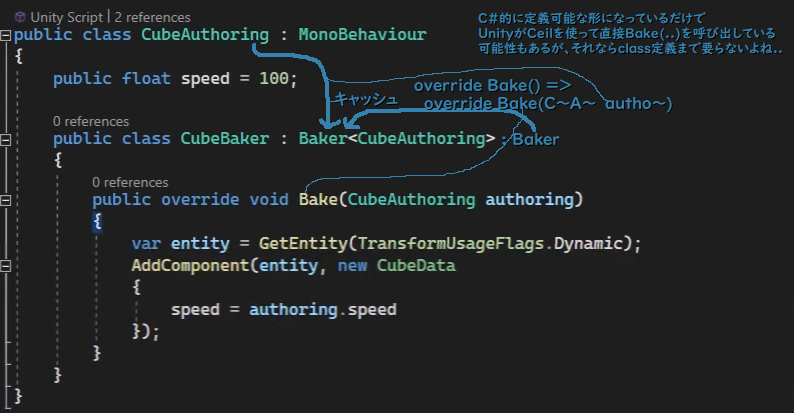 Unity Script | 2 references
public class CubeAuthoring : MonoBehaviour
{
public float speed = 100;
0 references
public class CubeBaker : Baker<CubeAuthoring> : Baker
{
0 references
public override void Bake(CubeAuthoring authoring)
{
var entity = GetEntity(TransformUsageFlags.Dynamic);
AddComponent(entity, new CubeData
{
speed = authoring.speed
});
}
}
}
C#的に定義可能な形になっているだけで
UnityがCeilを使って直接Bake(..)を呼び出している
可能性もあるが、それならclass定義まで要らないよね..
キャッシュ
override Bake() =>
override Bake(C～A～ autho～)